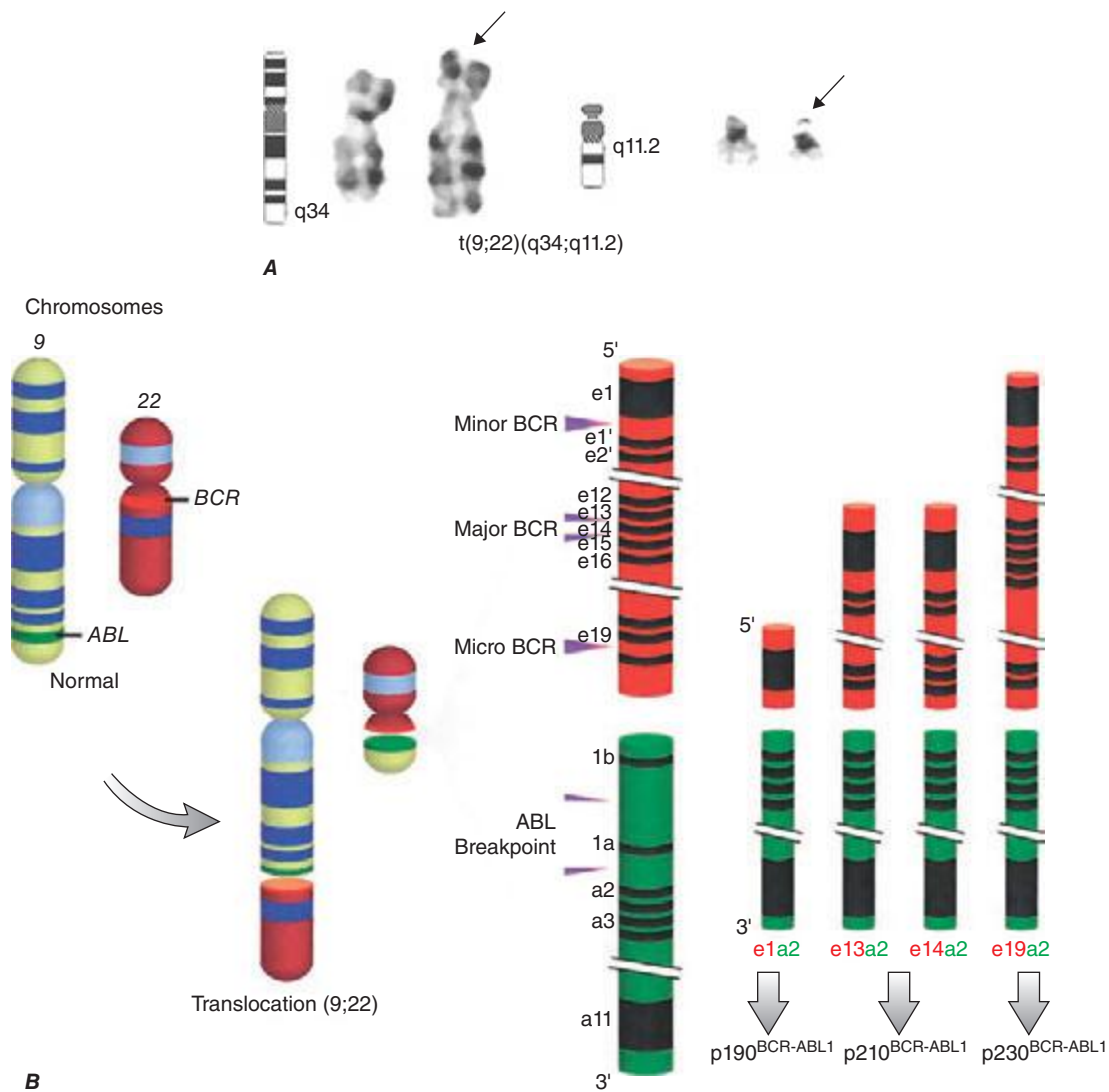 q34
q11.2
t(9;22)(q34;q11.2)
A
Chromosomes
9
22
BCR
ABL
Normal
Translocation (9;22)
5'
e1
Minor BCR
e1'
e2'
e12
e13
Major BCR
e14
e15
e16
e19
Micro BCR
1b
ABL
Breakpoint
1a
a2
a3
a11
3'
5'
3'
e1a2
e13a2
e14a2
e19a2
p190BCR-ABL1
p210BCR-ABL1
p230BCR-ABL1
B